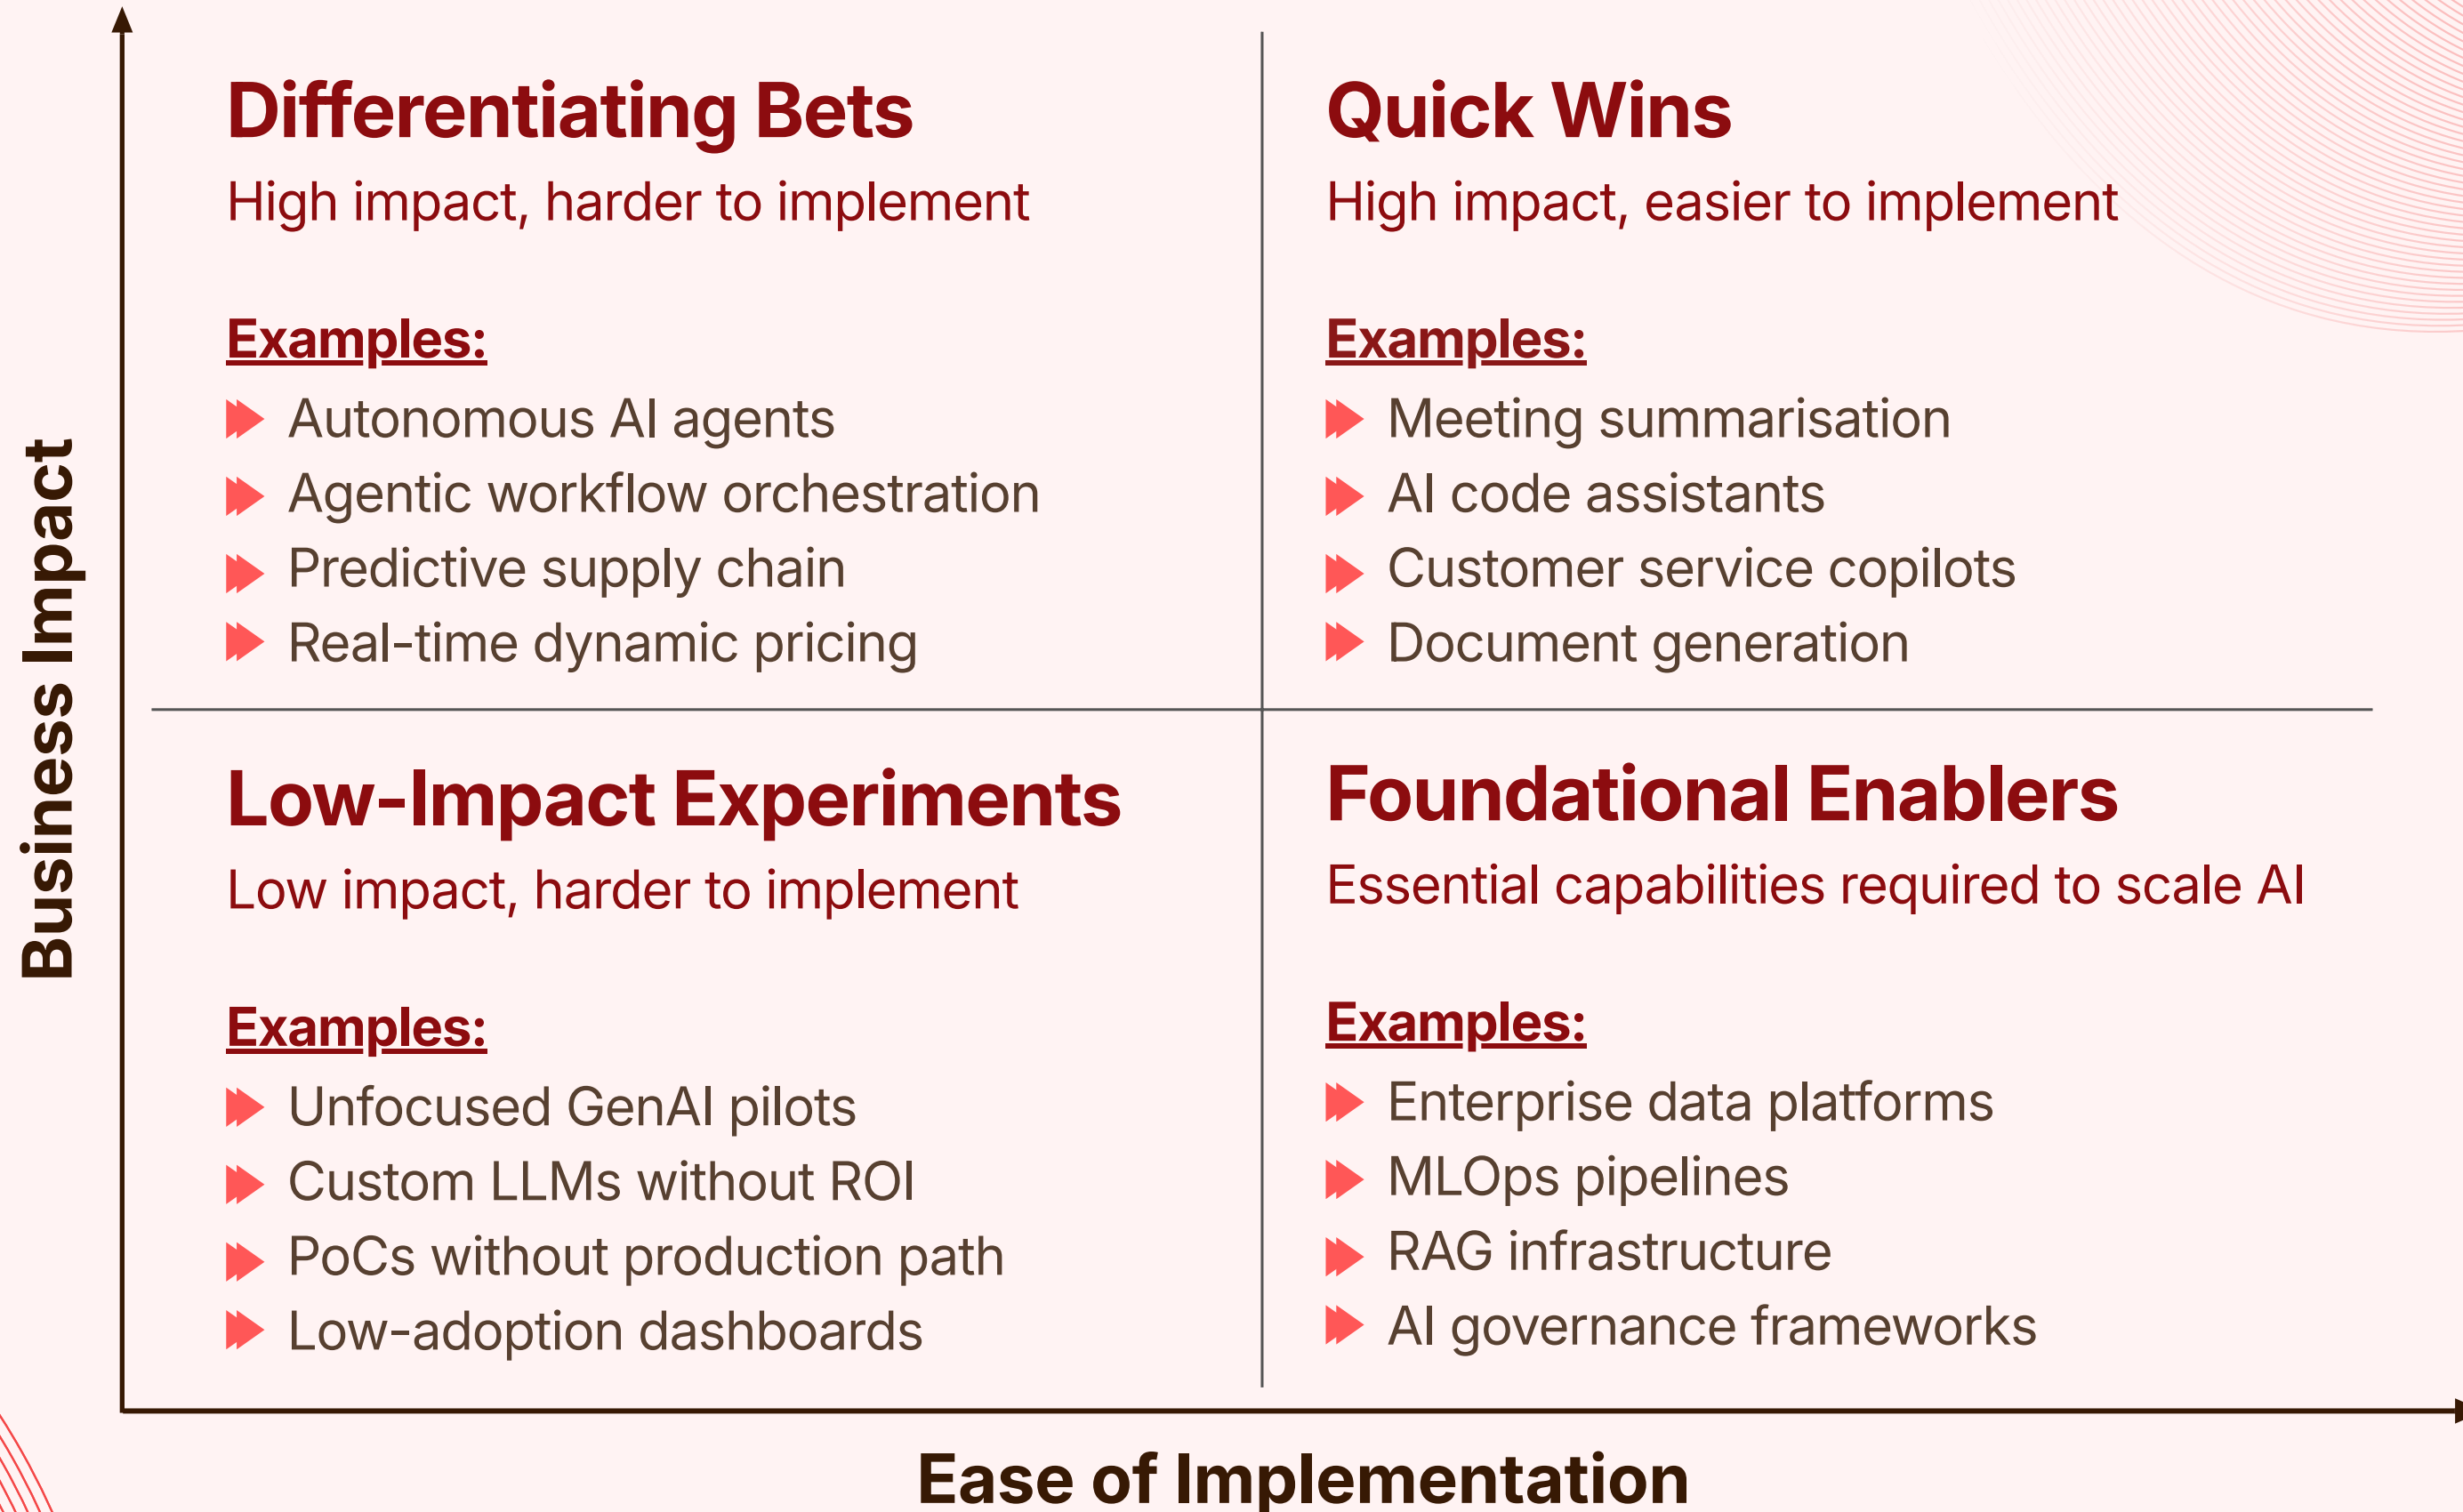 Business Impact
Differentiating Bets
High impact, harder to implement
Examples:
Autonomous AI agents
Agentic workflow orchestration
Predictive supply chain
Real-time dynamic pricing
Quick Wins
High impact, easier to implement
Examples:
Meeting summarisation
AI code assistants
Customer service copilots
Document generation
Low-Impact Experiments
Low impact, harder to implement
Examples:
Unfocused GenAI pilots
Custom LLMs without ROI
PoCs without production path
Low-adoption dashboards
Foundational Enablers
Essential capabilities required to scale AI
Examples:
Enterprise data platforms
MLOps pipelines
RAG infrastructure
AI governance frameworks
Ease of Implementation